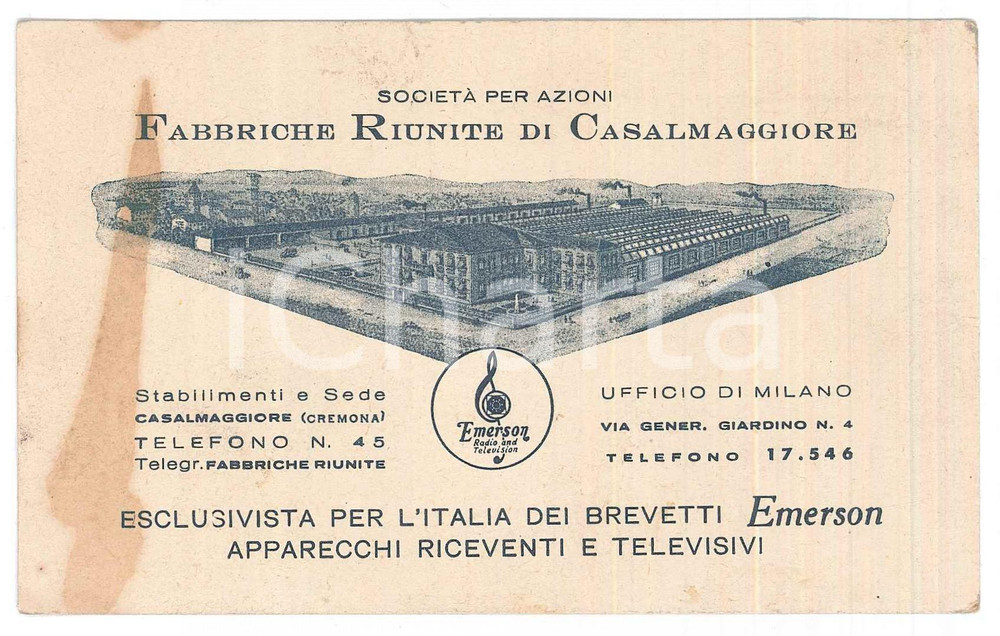 SOCIETÀ PER AZIONI
FABBRICHE RIUNITE DI CASALMAGGIORE
iCharta
Emerson
Radio and
Television
Stabilimenti e Sede
CASALMAGGIORE (CREMONA)
TELEFONO N. 45
Telegr. FABBRICHE RIUNITE
UFFICIO DI MILANO
VIA GENER. GIARDINO N. 4
TELEFONO 17.546
ESCLUSIVISTA PER L'ITALIA DEI BREVETTI Emerson
APPARECCHI RICEVENTI E TELEVISIVI